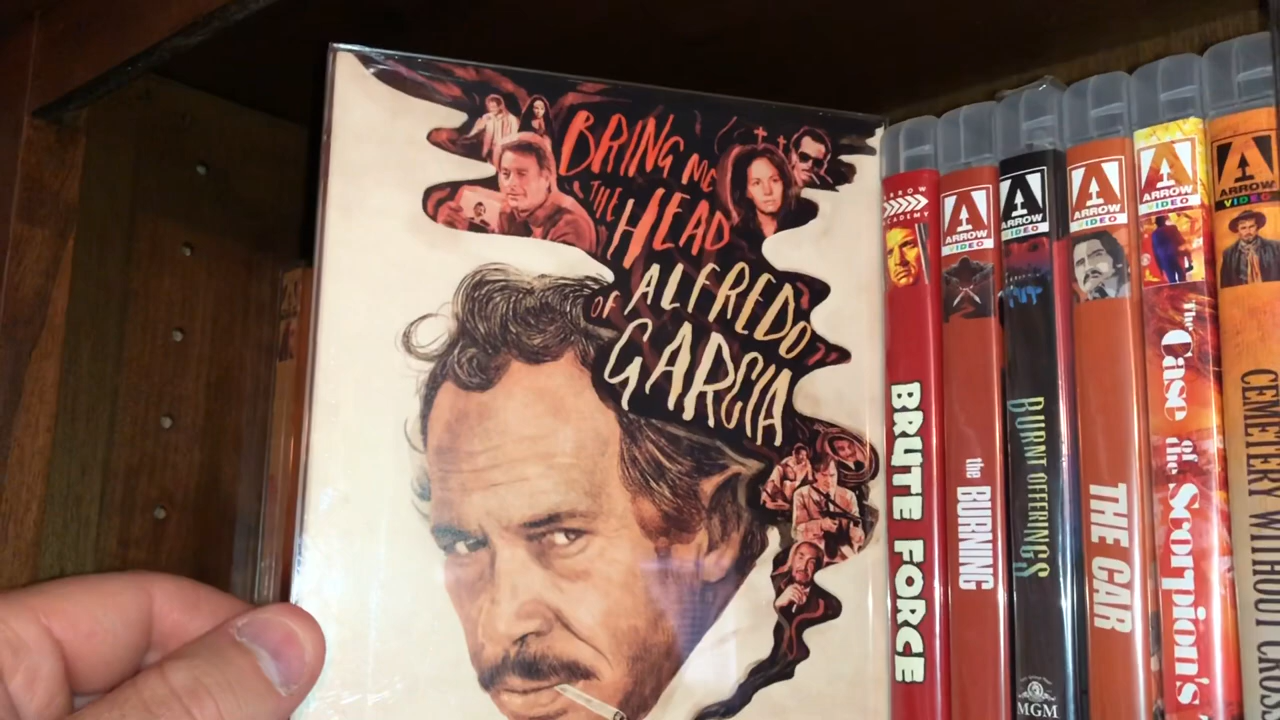 BRING ME
THE HEAD
OF ALFREDO
GARCIA
ARROW
ACADEMY
BRUTE FORCE
ARROW
VIDEO
the BURNING
ARROW
VIDEO
BURNT OFFERINGS
MGM
ARROW
VIDEO
THE CAR
ARROW
VIDEO
The Case of the Scorpion's
ARROW
VIDEO
CEMETERY WITHOUT CROSS